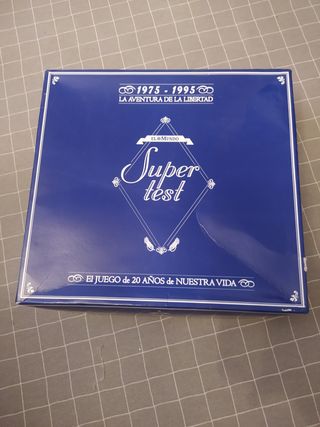 1975 - 1995
LA AVENTURA DE LA LIBERTAD
EL MUNDO
Super
test
El JUEGO de 20 AÑOS de NUESTRA VIDA